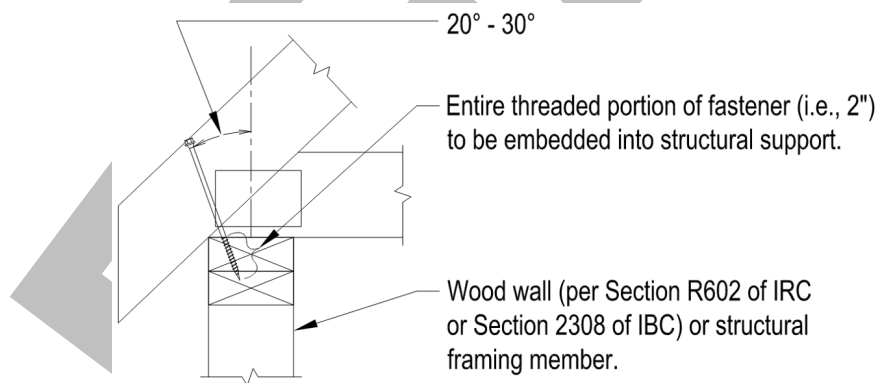 20° - 30°
Entire threaded portion of fastener (i.e., 2")
to be embedded into structural support.
Wood wall (per Section R602 of IRC
or Section 2308 of IBC) or structural
framing member.